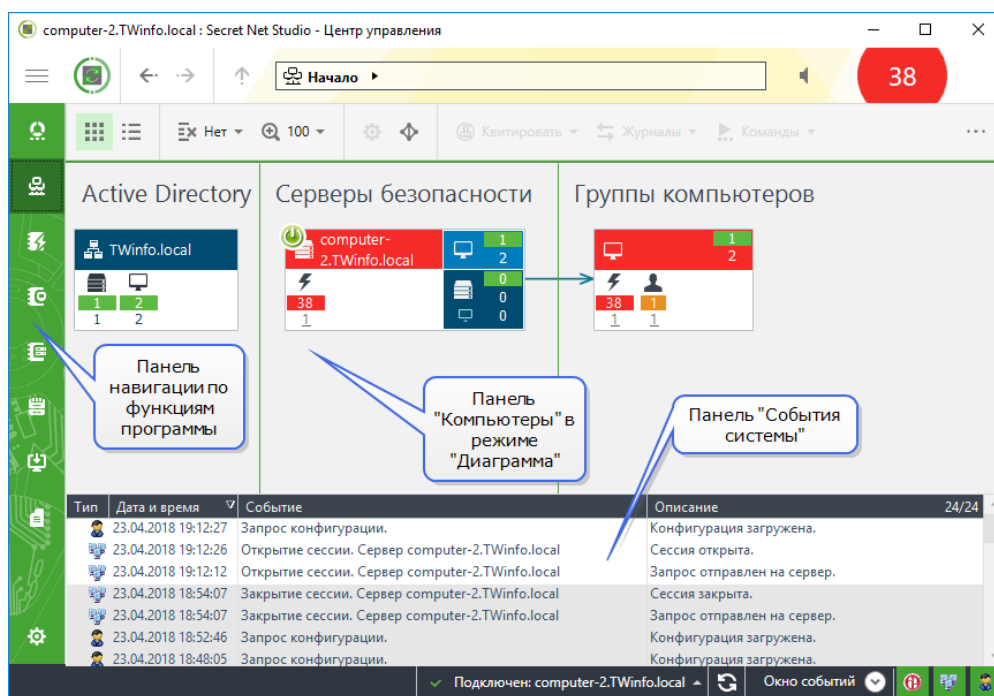 computer-2.TWinfo.local : Secret Net Studio - Центр управления
Начало
38
Нет
100
Квитировать
Журналы
Команды
...
Active Directory
Серверы безопасности
Группы компьютеров
TWinfo.local
1 2
1 2
computer-
2.TWinfo.local
38
1
1
2
0
0
0
1
2
38 1
1 1
Панель
навигации по
функциям
программы
Панель
"Компьютеры" в
режиме
"Диаграмма"
Панель "События
системы"
Тип Дата и время Событие Описание 24/24
23.04.2018 19:12:27 Запрос конфигурации. Конфигурация загружена.
23.04.2018 19:12:26 Открытие сессии. Сервер computer-2.TWinfo.local Сессия открыта.
23.04.2018 19:12:12 Открытие сессии. Сервер computer-2.TWinfo.local Запрос отправлен на сервер.
23.04.2018 18:54:07 Закрытие сессии. Сервер computer-2.TWinfo.local Сессия закрыта.
23.04.2018 18:54:07 Закрытие сессии. Сервер computer-2.TWinfo.local Запрос отправлен на сервер.
23.04.2018 18:52:46 Запрос конфигурации. Конфигурация загружена.
23.04.2018 18:48:05 Запрос конфигурации. Конфигурация загружена.
Подключен: computer-2.TWinfo.local
Окно событий